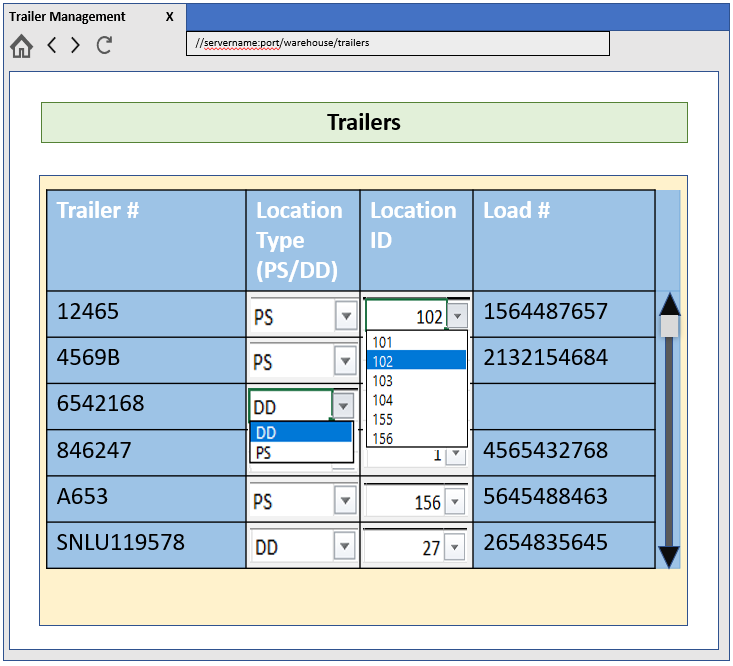 Trailer Management X
//servername:port/warehouse/trailers
Trailers
Trailer # Location Type (PS/DD) Location ID Load #
12465 PS 102 1564487657
101
102
103
104
155
156
4569B PS 2132154684
6542168 DD
DD
PS
846247 1 4565432768
A653 PS 156 5645488463
SNLU119578 DD 27 2654835645